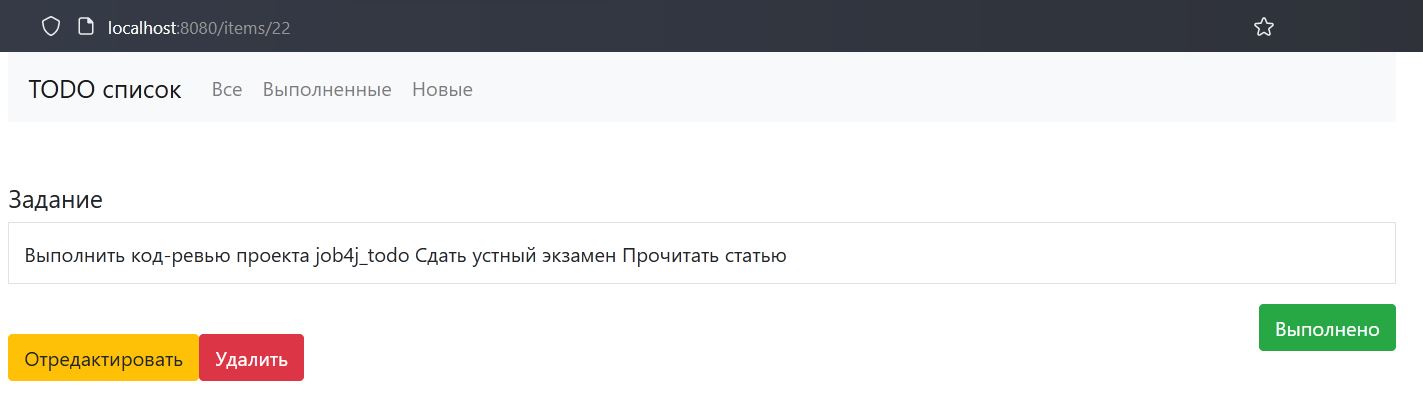 localhost:8080/items/22
TODO список Все Выполненные Новые
Задание
Выполнить код-ревью проекта job4j_todo Сдать устный экзамен Прочитать статью
Выполнено
Отредактировать Удалить